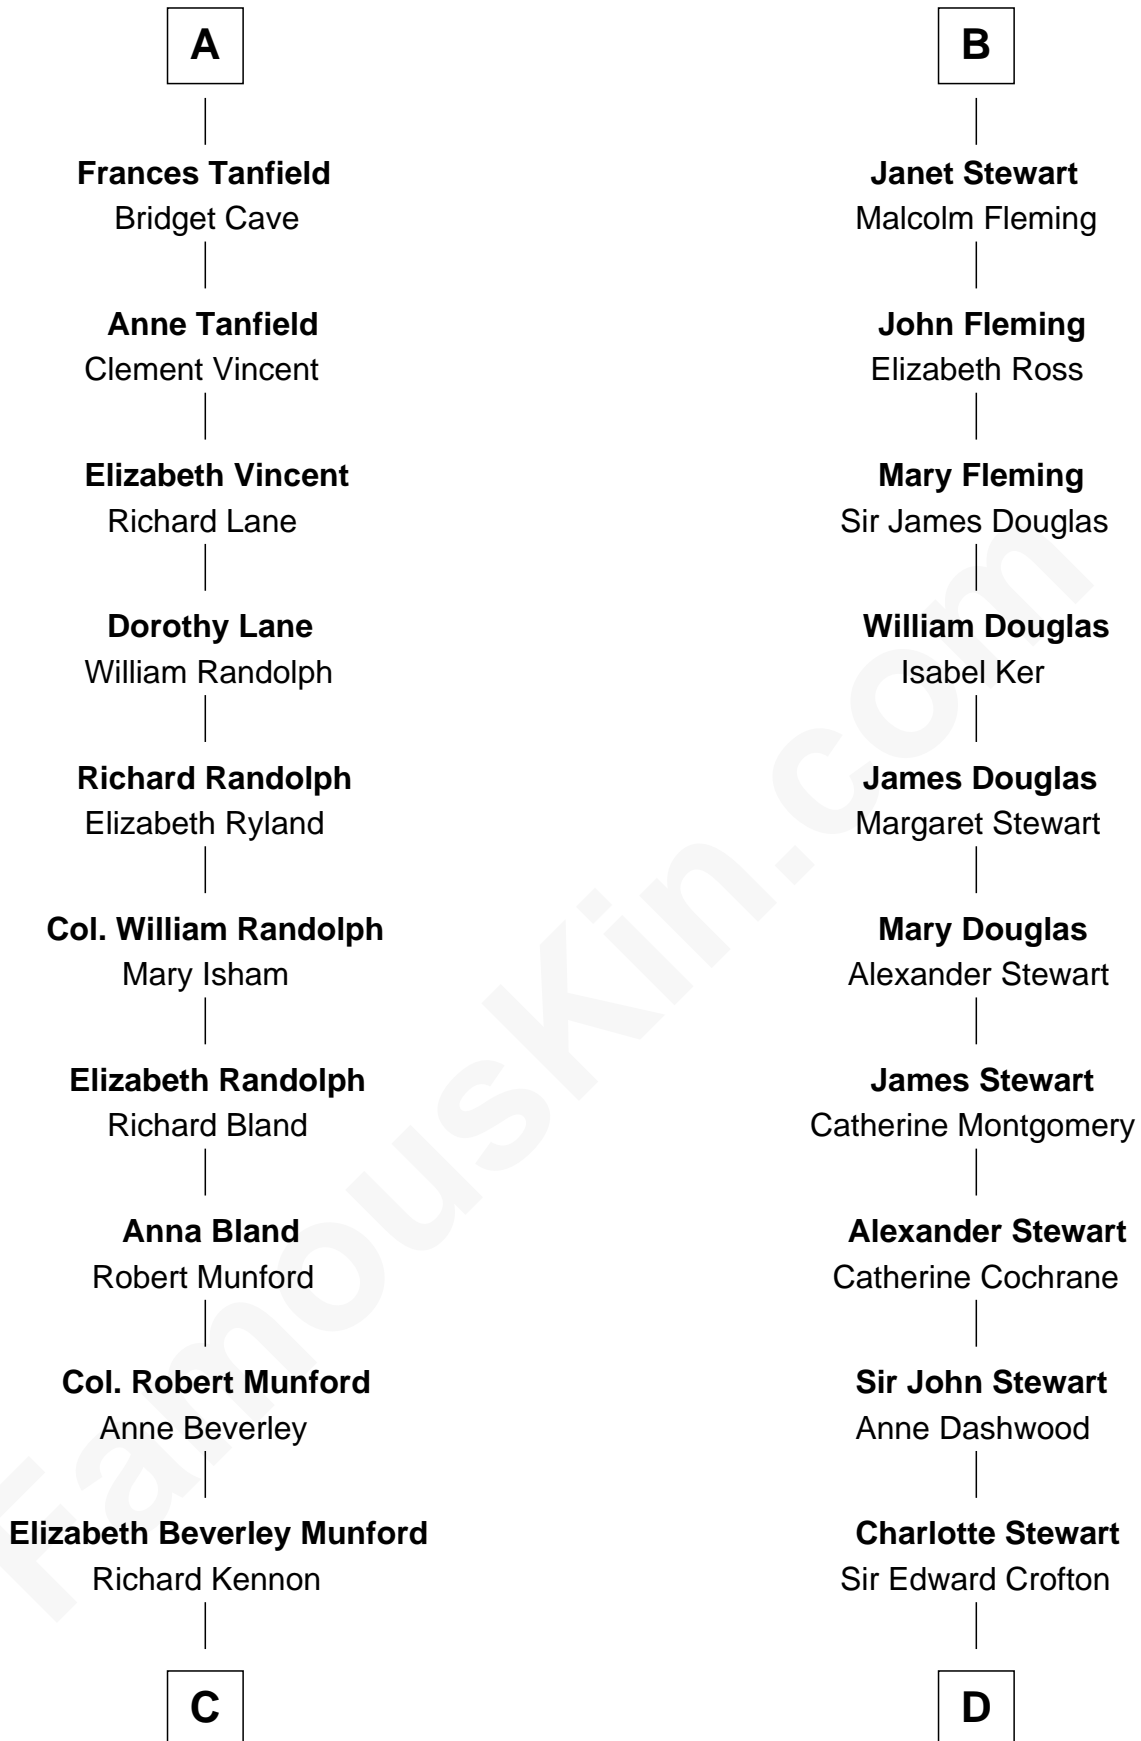 A
Frances Tanfield
Bridget Cave
Anne Tanfield
Clement Vincent
Elizabeth Vincent
Richard Lane
Dorothy Lane
William Randolph
Richard Randolph
Elizabeth Ryland
Col. William Randolph
Mary Isham
Elizabeth Randolph
Richard Bland
Anna Bland
Robert Munford
Col. Robert Munford
Anne Beverley
Elizabeth Beverley Munford
Richard Kennon
C
B
Janet Stewart
Malcolm Fleming
John Fleming
Elizabeth Ross
Mary Fleming
Sir James Douglas
William Douglas
Isabel Ker
James Douglas
Margaret Stewart
Mary Douglas
Alexander Stewart
James Stewart
Catherine Montgomery
Alexander Stewart
Catherine Cochrane
Sir John Stewart
Anne Dashwood
Charlotte Stewart
Sir Edward Crofton
D
FamousKin.com